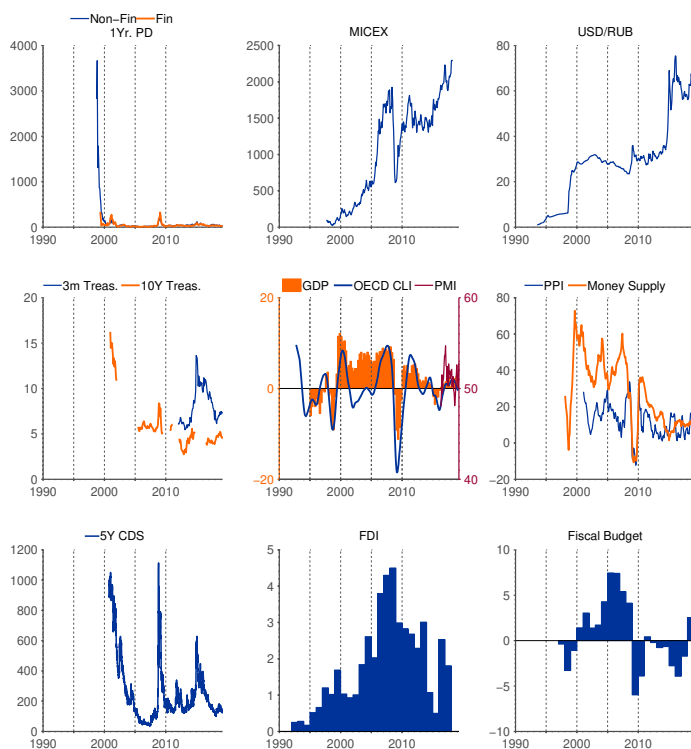 Non-Fin Fin
1Yr. PD
4000
3000
2000
1000
0
1990 2000 2010
MICEX
2500
2000
1500
1000
500
0
1990 2000 2010
USD/RUB
80
60
40
20
0
1990 2000 2010
3m Treas. 10Y Treas.
20
15
10
5
0
1990 2000 2010
GDP OECD CLI PMI
20 60
0 50
−20 40
1990 2000 2010
PPI Money Supply
80
60
40
20
0
−20
1990 2000 2010
5Y CDS
1200
1000
800
600
400
200
0
1990 2000 2010
FDI
5
4
3
2
1
0
1990 2000 2010
Fiscal Budget
10
5
0
−5
−10
1990 2000 2010